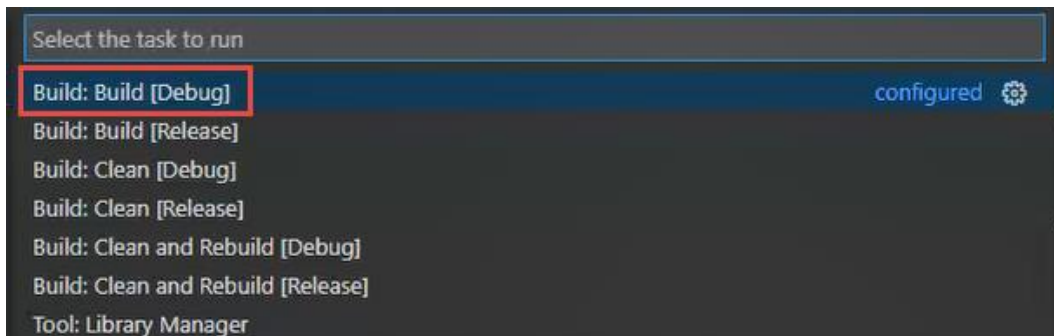 Select the task to run
Build: Build [Debug] configured
Build: Build [Release]
Build: Clean [Debug]
Build: Clean [Release]
Build: Clean and Rebuild [Debug]
Build: Clean and Rebuild [Release]
Tool: Library Manager